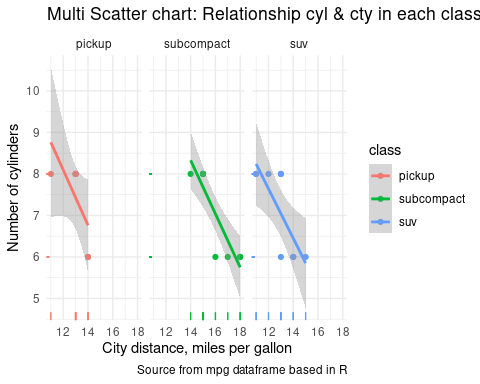 Multi Scatter chart: Relationship cyl & cty in each class
pickup
subcompact
suv
Number of cylinders
10
9
8
7
6
5
12 14 16 18
12 14 16 18
12 14 16 18
City distance, miles per gallon
class
pickup
subcompact
suv
Source from mpg dataframe based in R